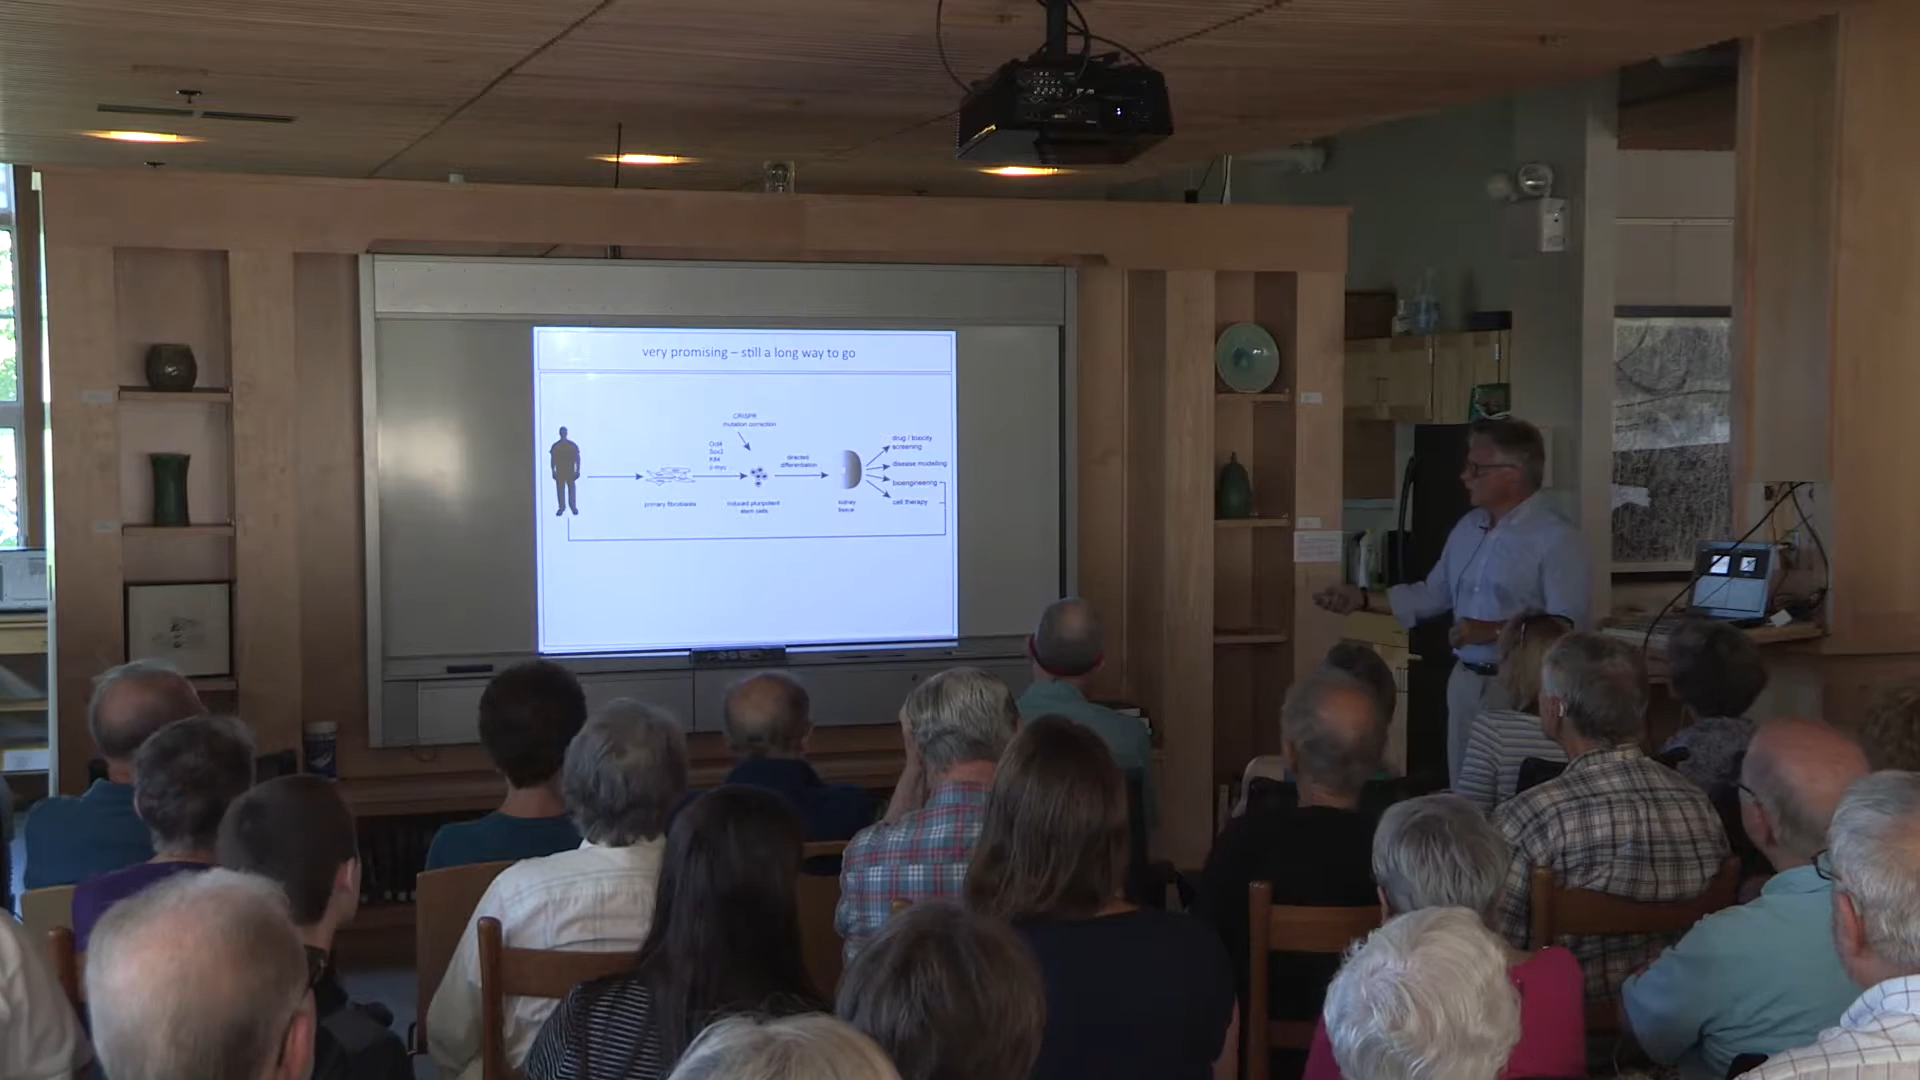 very promising – still a long way to go
CRISPR
mutation correction
Oct4
Sox2
Klf4
c-myc
directed
differentiation
drug / toxicity
screening
disease modelling
bioengineering
cell therapy
primary fibroblasts
induced pluripotent
stem cells
kidney
tissue